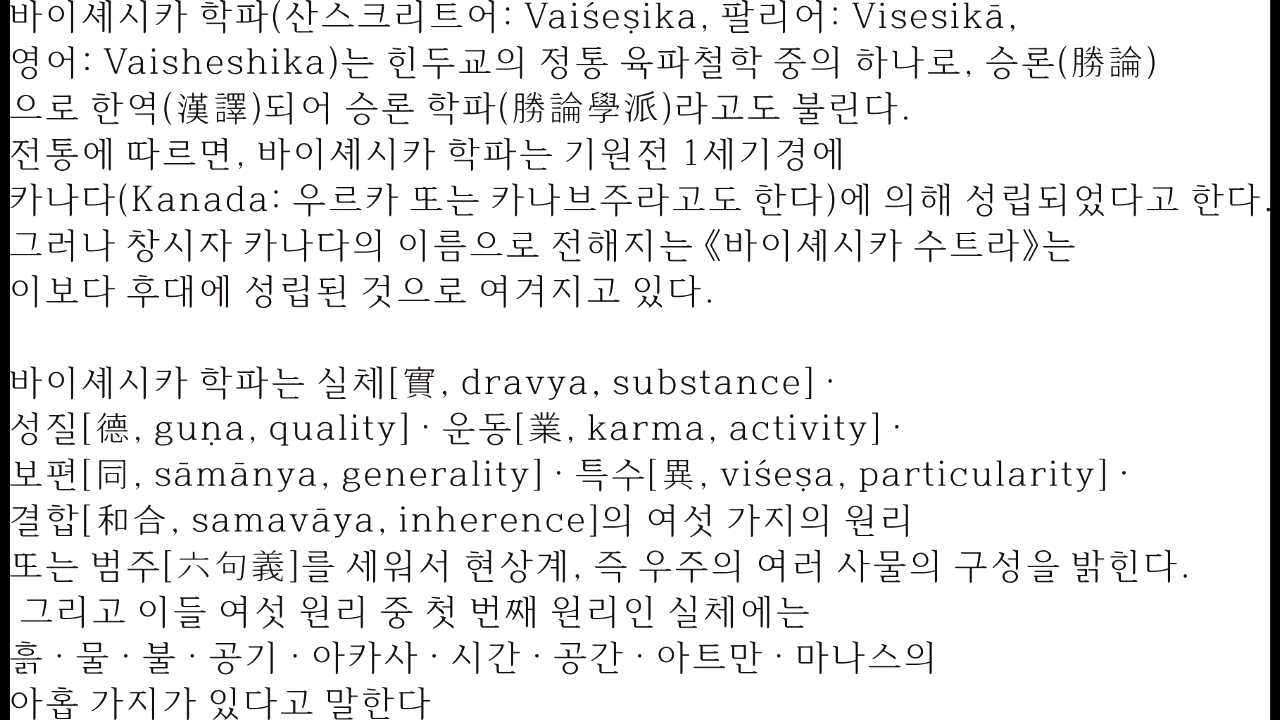 바이셰시카 학파(산스크리트어: Vaiśeṣika, 팔리어: Visesikā,
영어: Vaisheshika)는 힌두교의 정통 육파철학 중의 하나로, 승론(勝論)
으로 한역(漢譯)되어 승론 학파(勝論學派)라고도 불린다.
전통에 따르면, 바이셰시카 학파는 기원전 1세기경에
카나다(Kanada: 우르카 또는 카나브주라고도 한다)에 의해 성립되었다고 한다.
그러나 창시자 카나다의 이름으로 전해지는 《바이셰시카 수트라》는
이보다 후대에 성립된 것으로 여겨지고 있다.
바이셰시카 학파는 실체[實, dravya, substance] ·
성질[德, guṇa, quality] · 운동[業, karma, activity] ·
보편[同, sāmānya, generality] · 특수[異, viśeṣa, particularity] ·
결합[和合, samavāya, inherence]의 여섯 가지의 원리
또는 범주[六句義]를 세워서 현상계, 즉 우주의 여러 사물의 구성을 밝힌다.
그리고 이들 여섯 원리 중 첫 번째 원리인 실체에는
흙 · 물 · 불 · 공기 · 아카사 · 시간 · 공간 · 아트만 · 마나스의
아홉 가지가 있다고 말한다